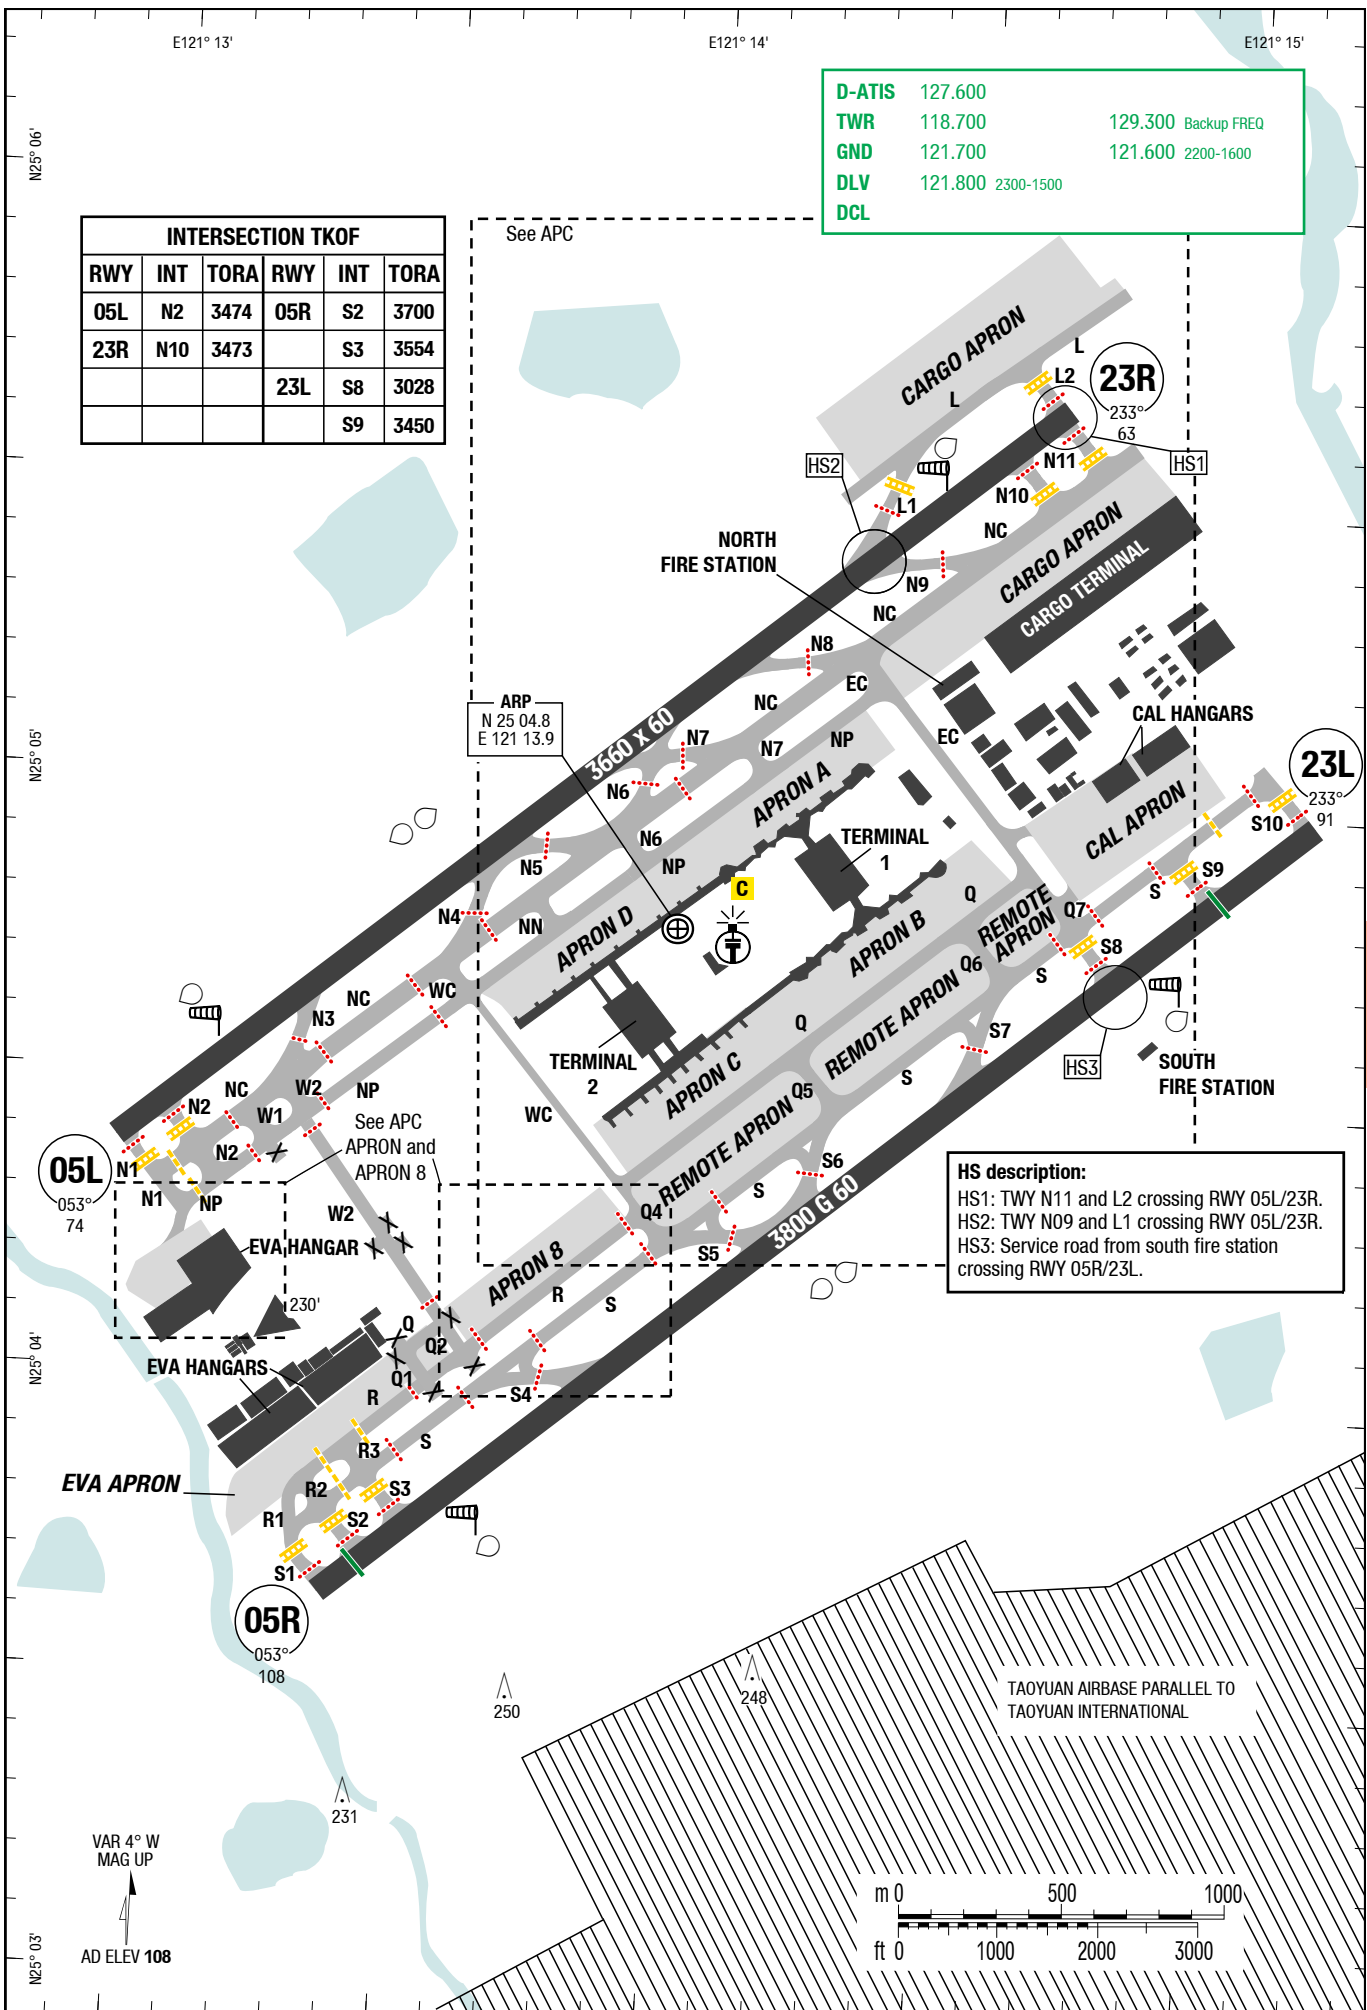 E121° 13'
E121° 14'
E121° 15'
D-ATIS 127.600
TWR 118.700 129.300 Backup FREQ
GND 121.700 121.600 2200-1600
DLV 121.800 2300-1500
DCL
N25° 06'
INTERSECTION TKOF
RWY INT TORA RWY INT TORA
05L N2 3474 05R S2 3700
23R N10 3473 S3 3554
23L S8 3028
S9 3450
See APC
CARGO APRON
L
L2
L
23R
233°
63
HS2
HS1
L1
N11
N10
NC
NORTH
FIRE STATION
CARGO APRON
CARGO TERMINAL
N9
NC
N8
EC
NC
ARP
N 25 04.8
E 121 13.9
3660 x 60
N7
N7
NP
EC
CAL HANGARS
N25° 05'
23L
233°
91
N6
APRON A
CAL APRON
S10
N6
TERMINAL
1
N5
NP
C
S9
S
Q
REMOTE
APRON
Q7
N4
NN
APRON D
APRON B
S8
Q6
S
WC
NC
N3
Q
REMOTE APRON
S7
TERMINAL
2
HS3
SOUTH
FIRE STATION
APRON C
S
NC
W2
NP
N2
W1
Q5
See APC
APRON and
APRON 8
WC
N2
05L
053°
74
N1
N1
NP
REMOTE APRON
S6
S
HS description:
HS1: TWY N11 and L2 crossing RWY 05L/23R.
HS2: TWY N09 and L1 crossing RWY 05L/23R.
HS3: Service road from south fire station
crossing RWY 05R/23L.
W2
Q4
3800 G 60
EVA HANGAR
S5
APRON 8
R
S
230'
Q
Q2
N25° 04'
EVA HANGARS
Q1
R
S4
S
R3
EVA APRON
R2
S3
R1
S2
S1
05R
053°
108
250
248
TAOYUAN AIRBASE PARALLEL TO
TAOYUAN INTERNATIONAL
231
VAR 4° W
MAG UP
AD ELEV 108
N25° 03'
m 0 500 1000
ft 0 1000 2000 3000